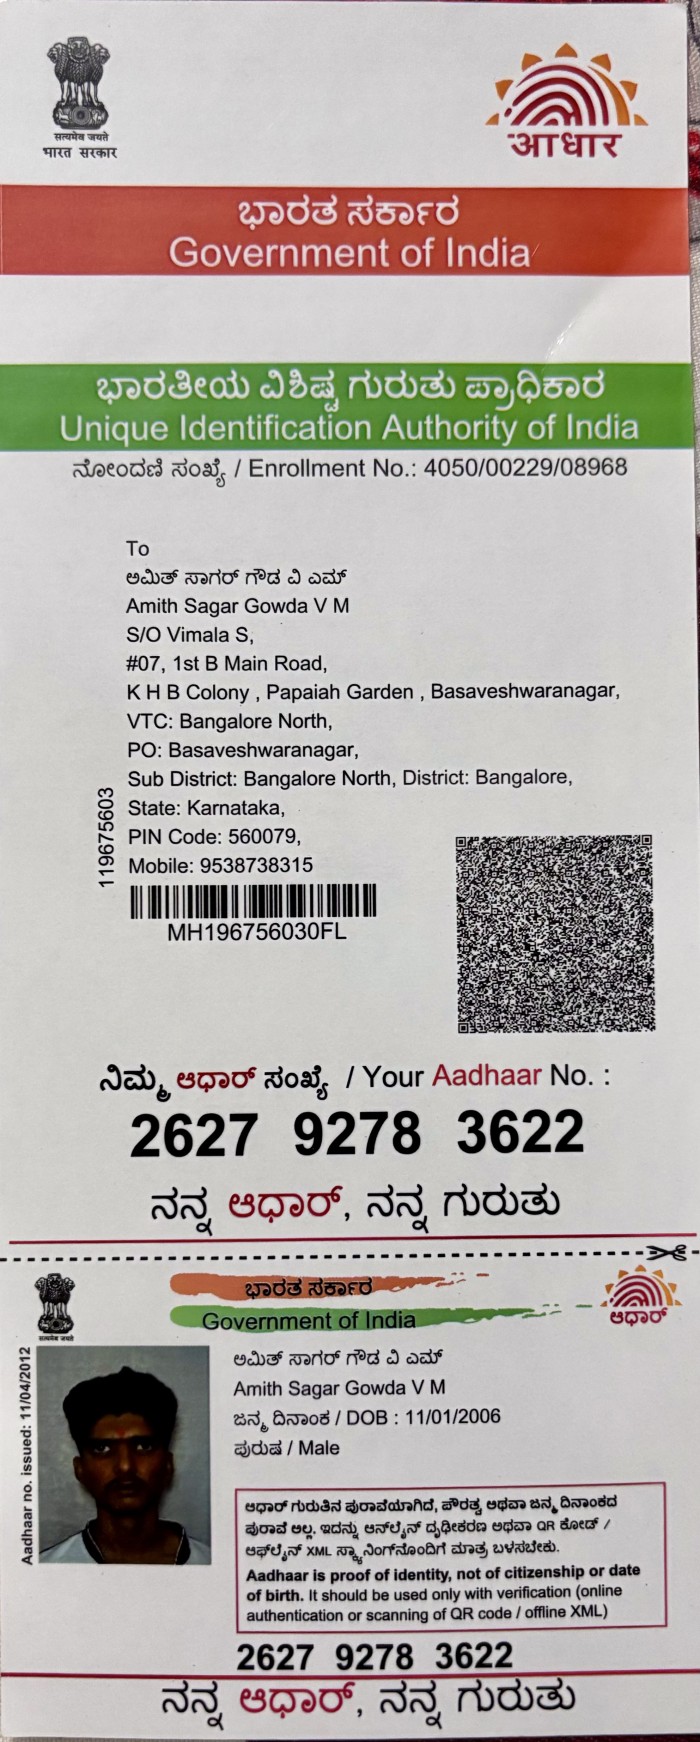 सत्यमेव जयते
भारत सरकार
आधार
ಭಾರತ ಸರ್ಕಾರ
Government of India
ಭಾರತೀಯ ವಿಶಿಷ್ಟ ಗುರುತು ಪ್ರಾಧಿಕಾರ
Unique Identification Authority of India
ನೋಂದಣಿ ಸಂಖ್ಯೆ / Enrollment No.: 4050/00229/08968
To
ಅಮಿತ್ ಸಾಗರ್ ಗೌಡ ವಿ ಎಮ್
Amith Sagar Gowda V M
S/O Vimala S,
#07, 1st B Main Road,
K H B Colony , Papaiah Garden , Basaveshwaranagar,
VTC: Bangalore North,
PO: Basaveshwaranagar,
Sub District: Bangalore North, District: Bangalore,
State: Karnataka,
PIN Code: 560079,
Mobile: 9538738315
119675603
MH196756030FL
ನಿಮ್ಮ ಆಧಾರ್ ಸಂಖ್ಯೆ / Your Aadhaar No. :
2627 9278 3622
ನನ್ನ ಆಧಾರ್, ನನ್ನ ಗುರುತು
ಭಾರತ ಸರ್ಕಾರ
Government of India
सत्यमेव जयते
ಆಧಾರ್
Aadhaar no. issued: 11/04/2012
ಅಮಿತ್ ಸಾಗರ್ ಗೌಡ ವಿ ಎಮ್
Amith Sagar Gowda V M
ಜನ್ಮ ದಿನಾಂಕ / DOB : 11/01/2006
ಪುರುಷ / Male
ಆಧಾರ್ ಗುರುತಿನ ಪುರಾವೆಯಾಗಿದೆ, ಪೌರತ್ವ ಅಥವಾ ಜನ್ಮ ದಿನಾಂಕದ
ಪುರಾವೆ ಅಲ್ಲ. ಇದನ್ನು ಆನ್‌ಲೈನ್ ದೃಢೀಕರಣ ಅಥವಾ QR ಕೋಡ್ /
ಆಫ್‌ಲೈನ್ XML ಸ್ಕ್ಯಾನಿಂಗ್‌ನೊಂದಿಗೆ ಮಾತ್ರ ಬಳಸಬೇಕು.
Aadhaar is proof of identity, not of citizenship or date
of birth. It should be used only with verification (online
authentication or scanning of QR code / offline XML)
2627 9278 3622
ನನ್ನ ಆಧಾರ್, ನನ್ನ ಗುರುತು